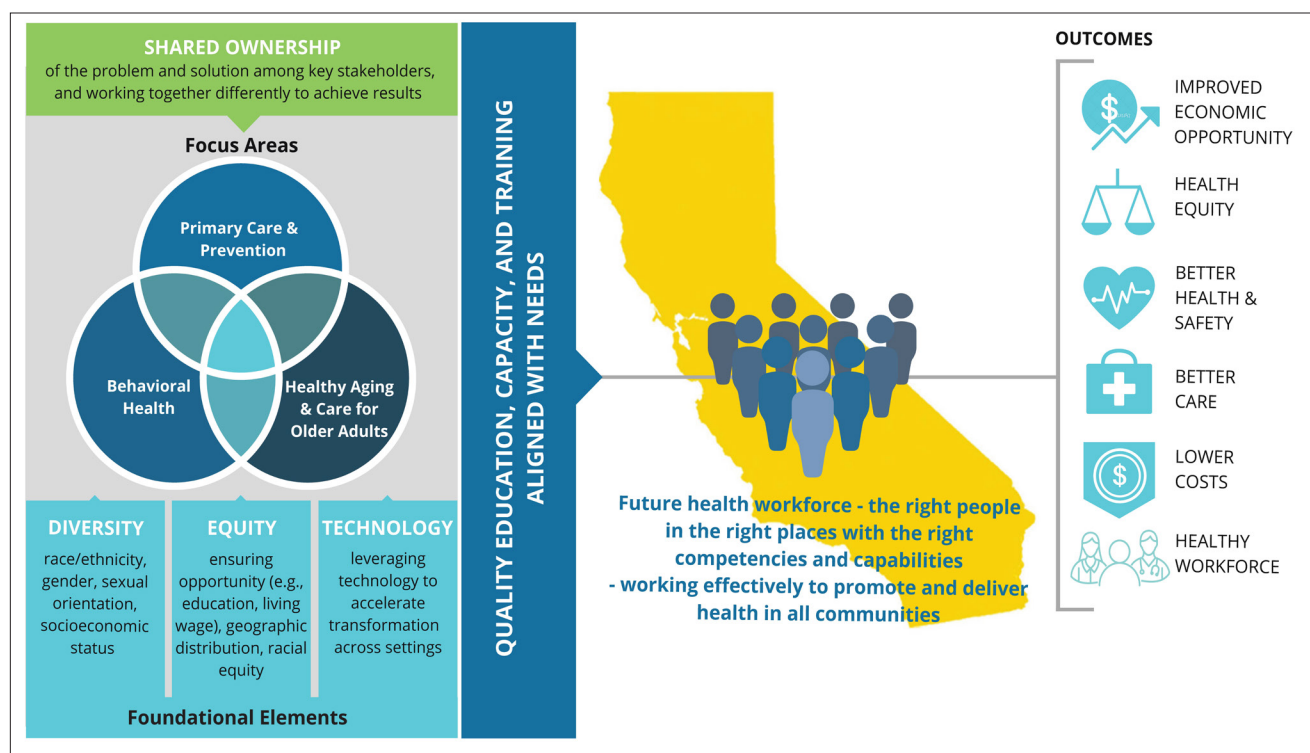 SHARED OWNERSHIP
of the problem and solution among key stakeholders,
and working together differently to achieve results
Focus Areas
Primary Care &
Prevention
Behavioral
Health
Healthy Aging
& Care for
Older Adults
DIVERSITY
race/ethnicity,
gender, sexual
orientation,
socioeconomic
status
EQUITY
ensuring
opportunity (e.g.,
education, living
wage), geographic
distribution, racial
equity
TECHNOLOGY
leveraging
technology to
accelerate
transformation
across settings
Foundational Elements
QUALITY EDUCATION, CAPACITY, AND TRAINING
ALIGNED WITH NEEDS
Future health workforce - the right people
in the right places with the right
competencies and capabilities
- working effectively to promote and deliver
health in all communities
OUTCOMES
$
IMPROVED
ECONOMIC
OPPORTUNITY
HEALTH
EQUITY
BETTER
HEALTH &
SAFETY
BETTER
CARE
$
LOWER
COSTS
HEALTHY
WORKFORCE